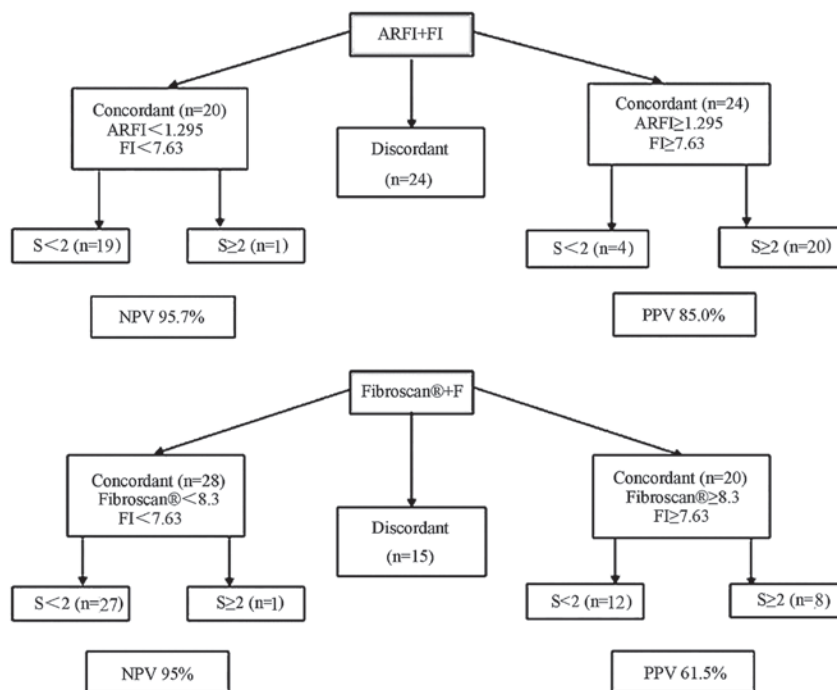 ARFI+FI
Concordant (n=20)
ARFI<1.295
FI<7.63
Discordant
(n=24)
Concordant (n=24)
ARFI≥1.295
FI≥7.63
S<2 (n=19)
S≥2 (n=1)
S<2 (n=4)
S≥2 (n=20)
NPV 95.7%
PPV 85.0%
Fibroscan®+F
Concordant (n=28)
Fibroscan®<8.3
FI<7.63
Discordant
(n=15)
Concordant (n=20)
Fibroscan®≥8.3
FI≥7.63
S<2 (n=27)
S≥2 (n=1)
S<2 (n=12)
S≥2 (n=8)
NPV 95%
PPV 61.5%